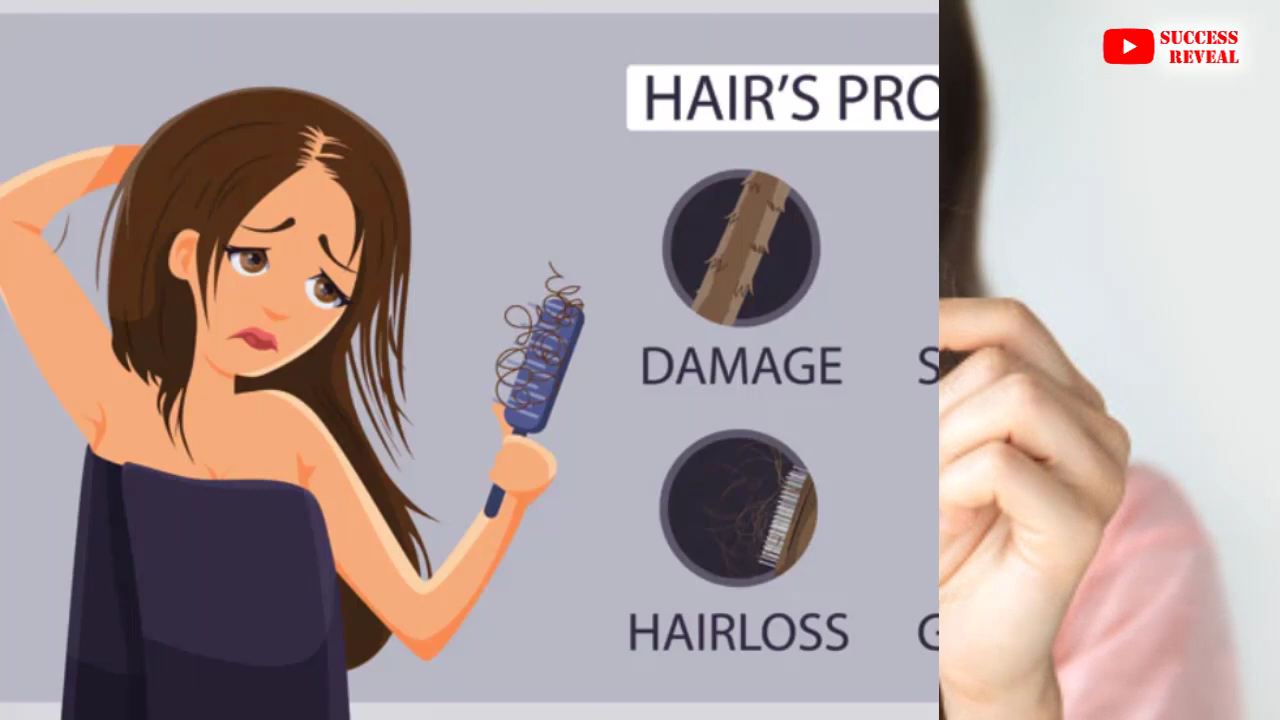 SUCCESS
REVEAL
HAIR'S PRO
DAMAGE
S
HAIRLOSS
G